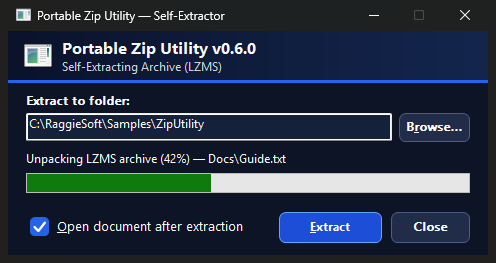 Portable Zip Utility — Self-Extractor
Portable Zip Utility v0.6.0
Self-Extracting Archive (LZMS)
Extract to folder:
C:\RaggieSoft\Samples\ZipUtility
Browse...
Unpacking LZMS archive (42%) — Docs\Guide.txt
Open document after extraction
Extract
Close